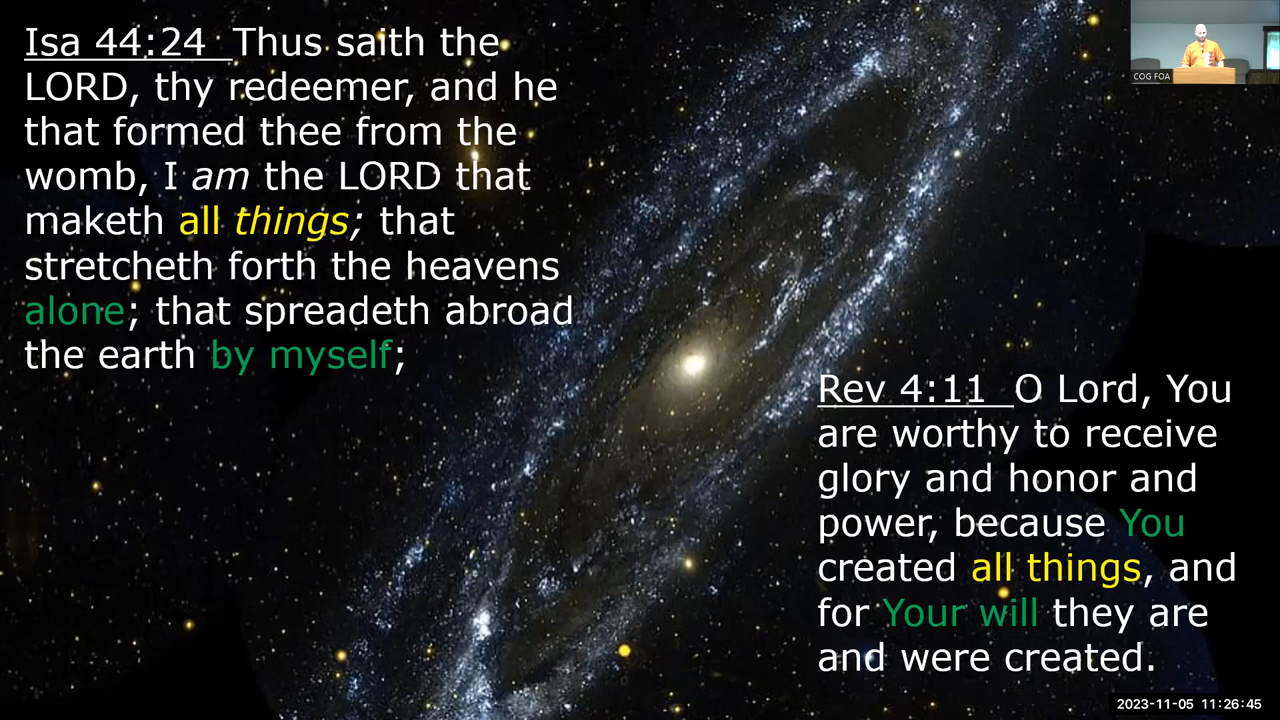 Isa 44:24 Thus saith the
LORD, thy redeemer, and he
that formed thee from the
womb, I am the LORD that
maketh all things; that
stretcheth forth the heavens
alone; that spreadeth abroad
the earth by myself;
Rev 4:11 O Lord, You
are worthy to receive
glory and honor and
power, because You
created all things, and
for Your will they are
and were created.
COG FOA
2023-11-05 11:26:45